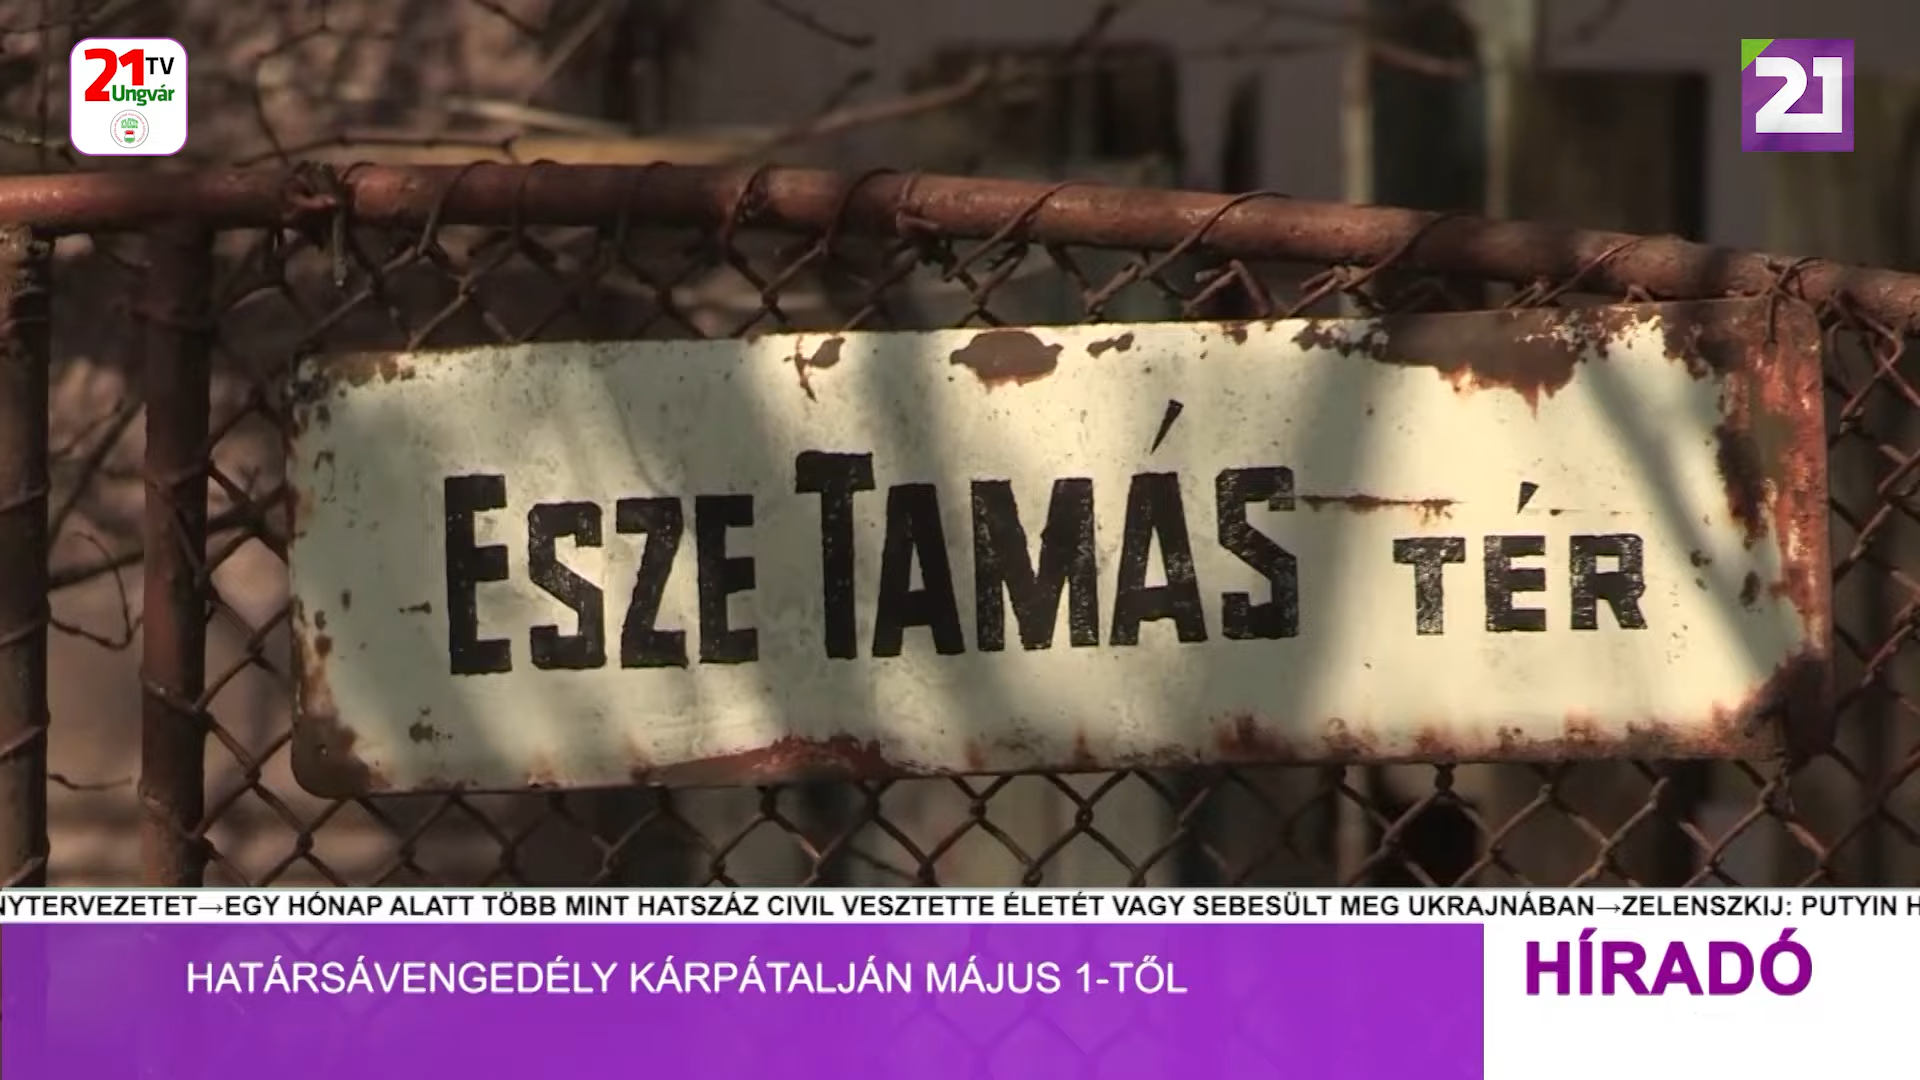 21 TV
Ungvár
21
ESZE TAMÁS TÉR
NYTERVEZETET→EGY HÓNAP ALATT TÖBB MINT HATSZÁZ CIVIL VESZTETTE ÉLETÉT VAGY SEBESÜLT MEG UKRAJNÁBAN→ZELENSZKIJ: PUTYIN H
HATÁRSÁVENGEDÉLY KÁRPÁTALJÁN MÁJUS 1-TŐL
HÍRADÓ